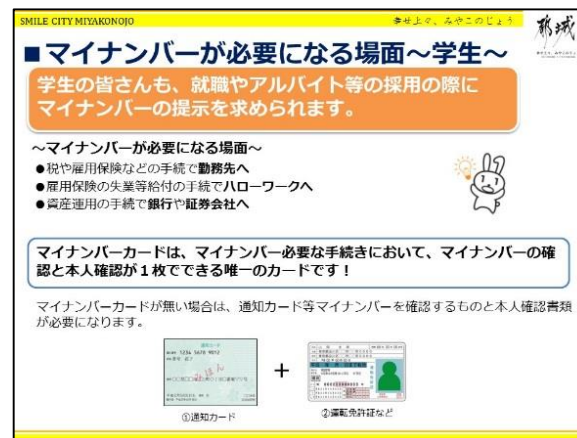 SMILE CITY MIYAKONOJO
幸せ上々、みやこのじょう
都城
■マイナンバーが必要になる場面～学生～
学生の皆さんも、就職やアルバイト等の採用の際に
マイナンバーの提示を求められます。
～マイナンバーが必要になる場面～
●税や雇用保険などの手続で勤務先へ
●雇用保険の失業等給付の手続でハローワークへ
●資産運用の手続で銀行や証券会社へ
マイナンバーカードは、マイナンバー必要な手続きにおいて、マイナンバーの確
認と本人確認が１枚でできる唯一のカードです！
マイナンバーカードが無い場合は、通知カード等マイナンバーを確認するものと本人確認書類
が必要になります。
通知カード
1234 5678 9012
みほん
+
①通知カード
②運転免許証など